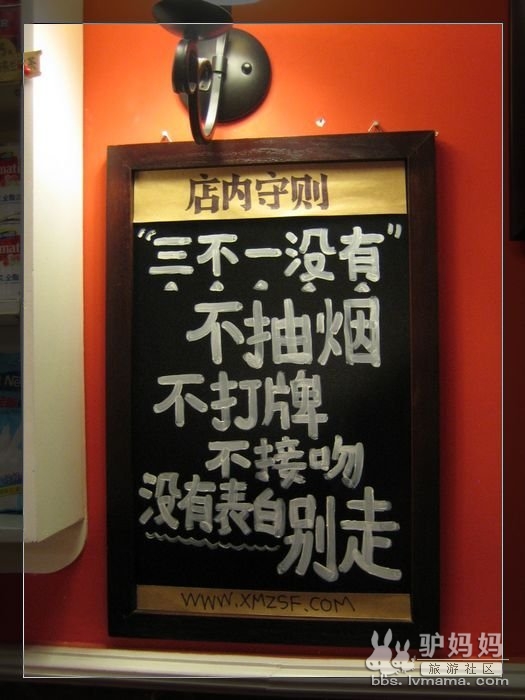 店内守则
“三不一没有”
不抽烟
不打牌
不接吻
没有表白别走
WWW.XMZSF.COM
驴妈妈
旅游社区
bbs.lvmama.com